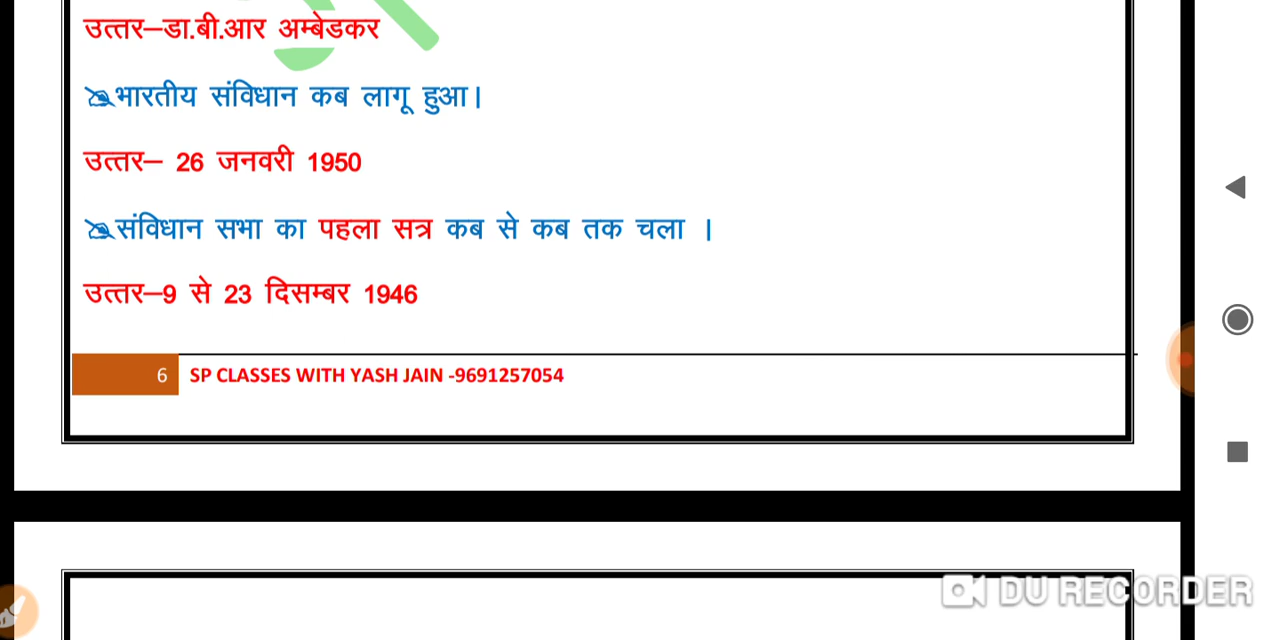 उत्तर–डा.बी.आर अम्बेडकर
भारतीय संविधान कब लागू हुआ।
उत्तर– 26 जनवरी 1950
संविधान सभा का पहला सत्र कब से कब तक चला ।
उत्तर–9 से 23 दिसम्बर 1946
6 SP CLASSES WITH YASH JAIN -9691257054
DU RECORDER